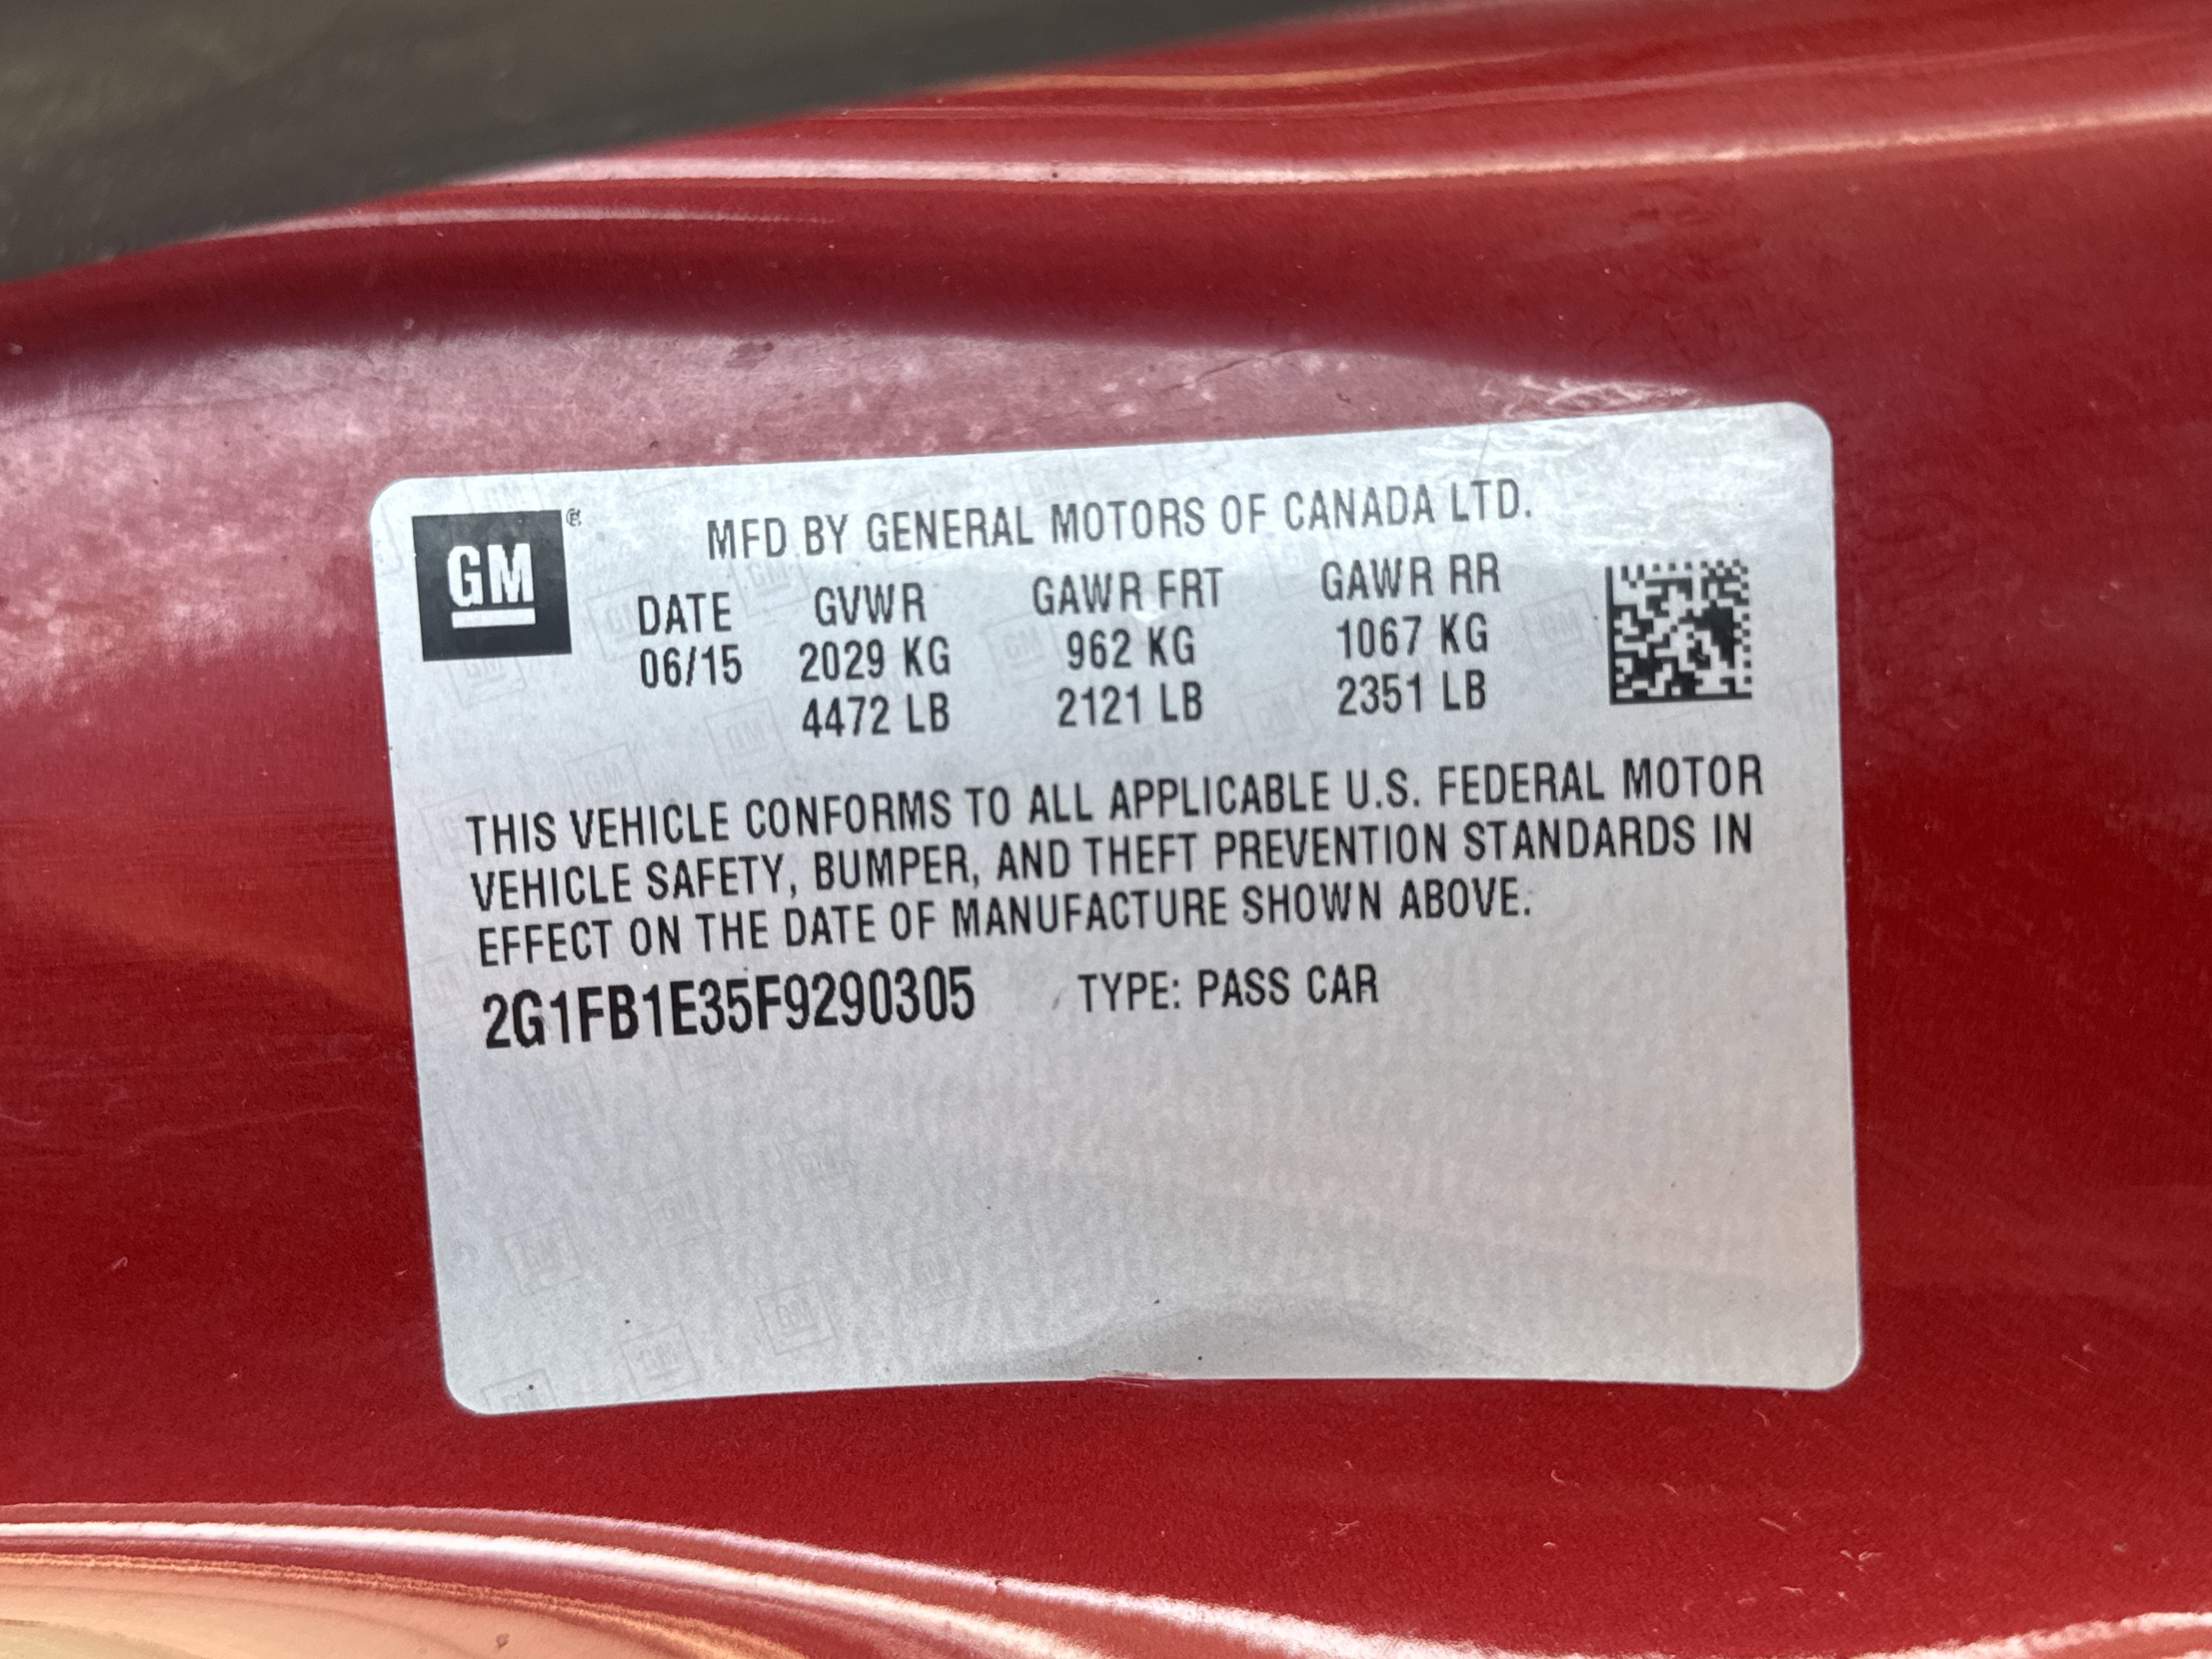 GM ®
MFD BY GENERAL MOTORS OF CANADA LTD.
DATE GVWR GAWR FRT GAWR RR
06/15 2029 KG 962 KG 1067 KG
4472 LB 2121 LB 2351 LB
THIS VEHICLE CONFORMS TO ALL APPLICABLE U.S. FEDERAL MOTOR
VEHICLE SAFETY, BUMPER, AND THEFT PREVENTION STANDARDS IN
EFFECT ON THE DATE OF MANUFACTURE SHOWN ABOVE.
2G1FB1E35F9290305 TYPE: PASS CAR